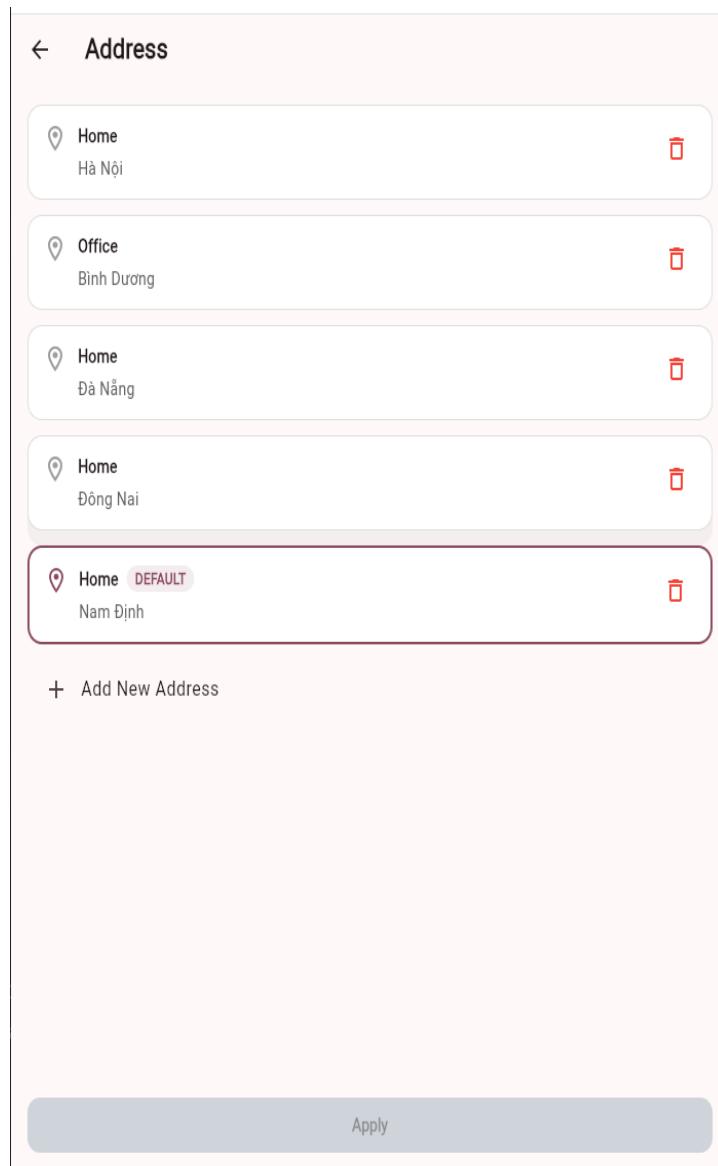 Address
Home
Hà Nội
Office
Bình Dương
Home
Đà Nẵng
Home
Đông Nai
Home DEFAULT
Nam Định
Add New Address
Apply